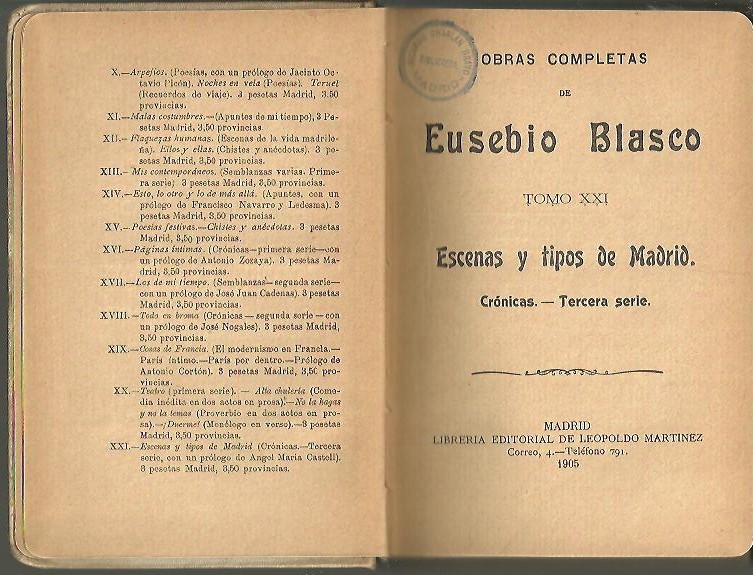 X.—Arpegios. (Poesías, con un prólogo de Jacinto Oc-
tavio Picón). Noches en vela (Poesías). Teruel
(Recuerdos de viaje). 3 pesetas Madrid, 3.50
provincias.
XI.—Malas costumbres.—(Apuntes de mi tiempo), 3 Pe-
setas Madrid, 3,50 provincias.
XII.—Flaquezas humanas. (Escenas de la vida madrile-
ña). Ellos y ellas. (Chistes y anécdotas). 3 pe-
setas Madrid, 3,50 provincias.
XIII.—Mis contemporáneos. (Semblanzas varias. Prime-
ra serie) 3 pesetas Madrid, 3,50 provincias.
XIV.—Esto, lo otro y lo de más allá. (Apuntes, con un
prólogo de Francisco Navarro y Ledesma). 3
pesetas Madrid, 3,50 provincias.
XV.—Poesías festivas.—Chistes y anécdotas. 3 pesetas
Madrid, 3,50 provincias.
XVI.—Páginas íntimas. (Crónicas—primera serie—con
un prólogo de Antonio Zozaya). 3 pesetas Ma-
drid, 3,50 provincias.
XVII.—Los de mi tiempo. (Semblanzas—segunda serie—
con un prólogo de José Juan Cadenas). 3 pesetas
Madrid, 3,50 provincias.
XVIII.—Todo en broma (Crónicas—segunda serie—con
un prólogo de José Nogales). 3 pesetas Madrid,
3,50 provincias.
XIX.—Cosas de Francia. (El modernismo en Francia.—
París íntimo.—París por dentro.—Prólogo de
Antonio Cortón). 3 pesetas Madrid, 3,50 pro-
vincias.
XX.—Teatro (primera serie).—Alta chulería (Come-
dia inédita en dos actos en prosa).—No la hagas
y no la temas (Proverbio en dos actos en pro-
sa).—¡Duerme! (Monólogo en verso).—3 pesetas
Madrid, 3,50 provincias.
XXI.—Escenas y tipos de Madrid (Crónicas.—Tercera
serie, con un prólogo de Angel María Castell).
3 pesetas Madrid, 3,50 provincias.
OBRAS COMPLETAS
DE
Eusebio Blasco
TOMO XXI
Escenas y tipos de Madrid.
Crónicas.—Tercera serie.
MADRID
LIBRERIA EDITORIAL DE LEOPOLDO MARTINEZ
Correo, 4.—Teléfono 791.
1905
MADRID